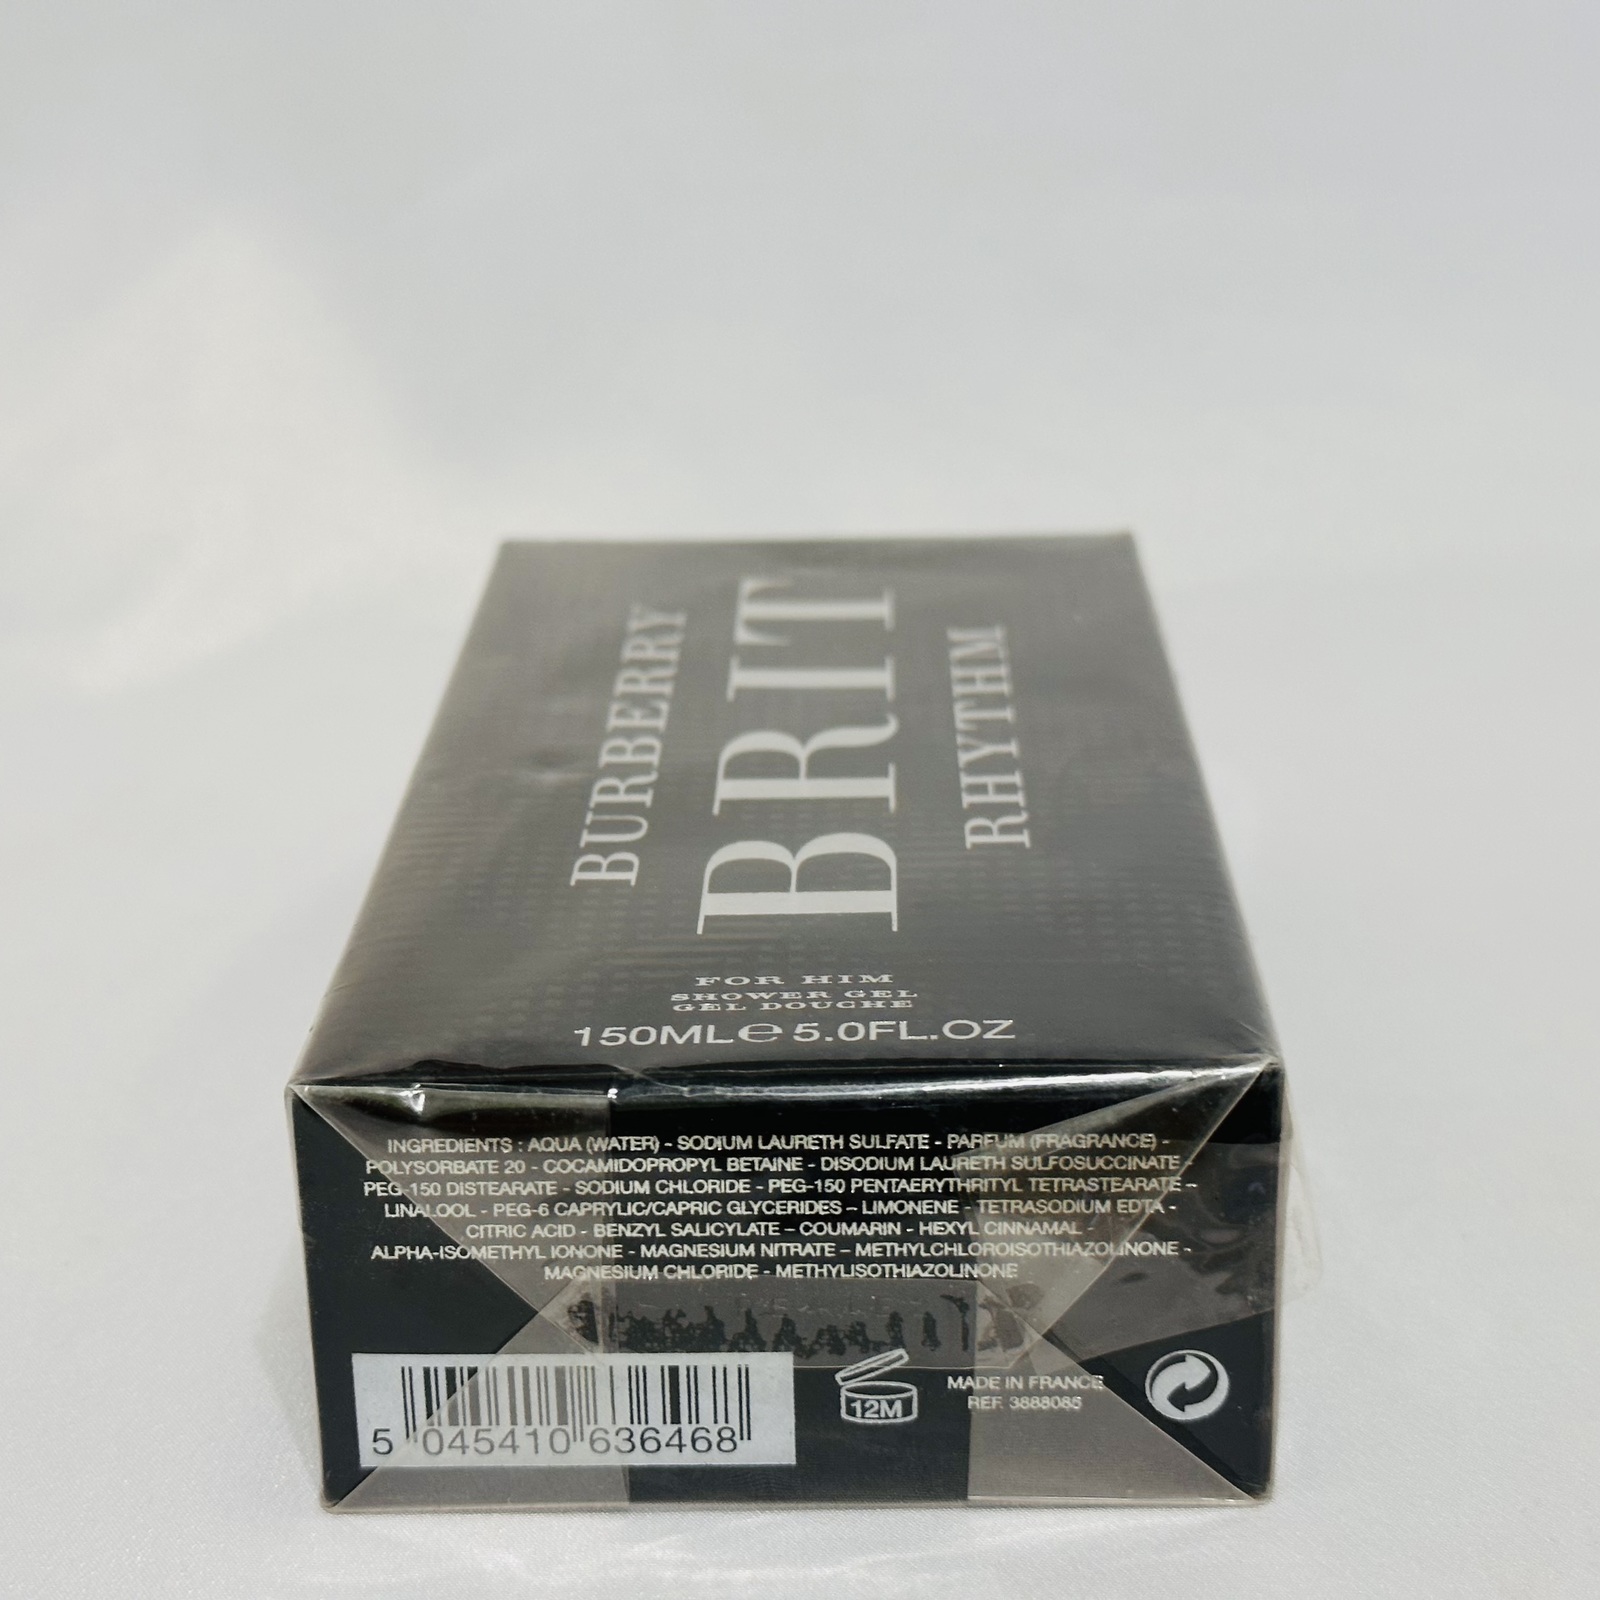 BURBERRY
BRIT
RHYTHM
FOR HIM
SHOWER GEL
GEL DOUCHE
150ML℮ 5.0FL.OZ
INGREDIENTS : AQUA (WATER) - SODIUM LAURETH SULFATE - PARFUM (FRAGRANCE) -
POLYSORBATE 20 - COCAMIDOPROPYL BETAINE - DISODIUM LAURETH SULFOSUCCINATE -
PEG-150 DISTEARATE - SODIUM CHLORIDE - PEG-150 PENTAERYTHRITYL TETRASTEARATE –
LINALOOL - PEG-6 CAPRYLIC/CAPRIC GLYCERIDES – LIMONENE - TETRASODIUM EDTA -
CITRIC ACID - BENZYL SALICYLATE – COUMARIN - HEXYL CINNAMAL -
ALPHA-ISOMETHYL IONONE - MAGNESIUM NITRATE – METHYLCHLOROISOTHIAZOLINONE -
MAGNESIUM CHLORIDE - METHYLISOTHIAZOLINONE
5 045410 636468
12M
MADE IN FRANCE
REF. 3888085